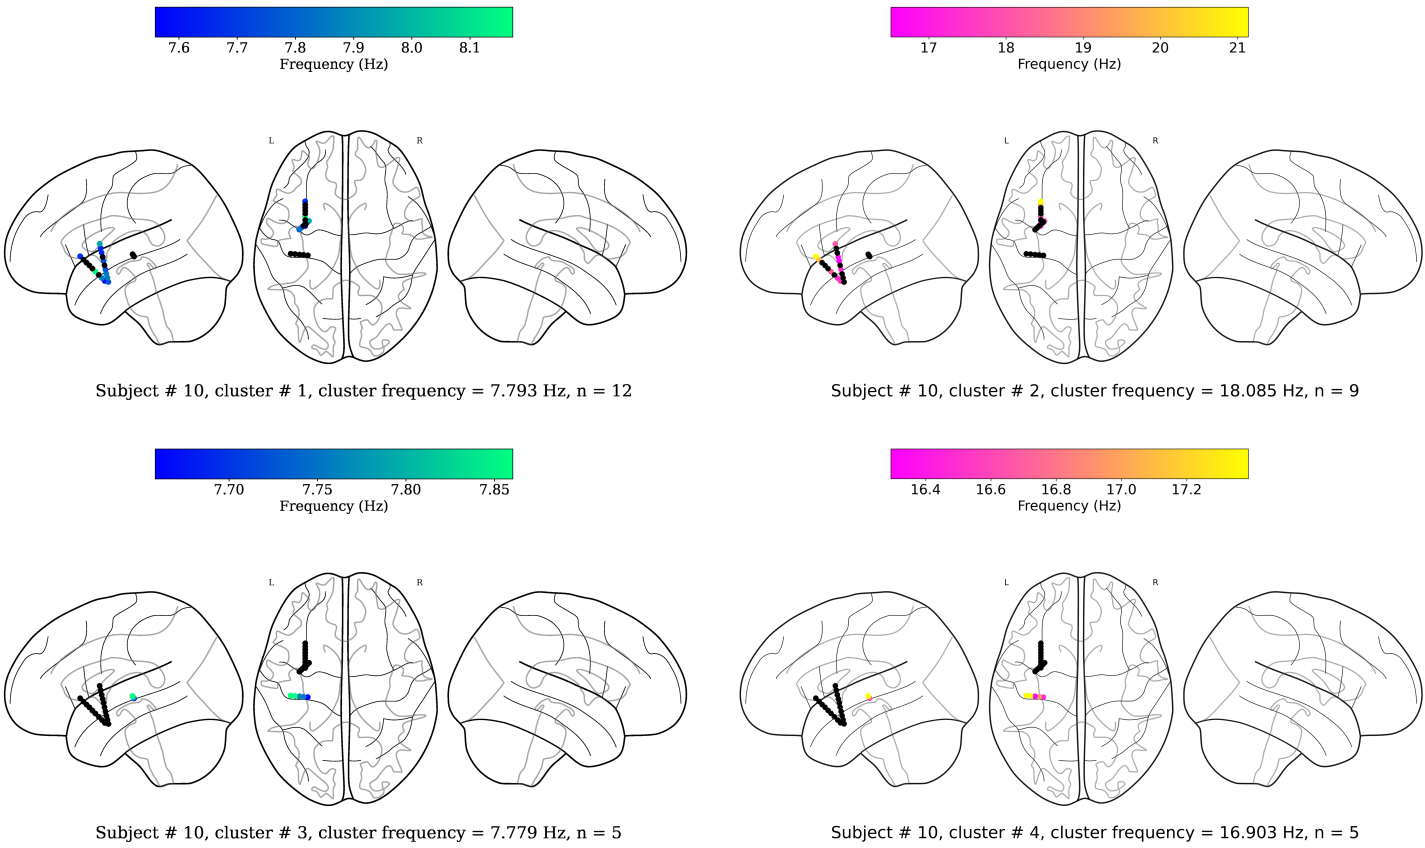 7.6 7.7 7.8 7.9 8.0 8.1
Frequency (Hz)
17 18 19 20 21
Frequency (Hz)
L R
L R
Subject # 10, cluster # 1, cluster frequency = 7.793 Hz, n = 12
Subject # 10, cluster # 2, cluster frequency = 18.085 Hz, n = 9
7.70 7.75 7.80 7.85
Frequency (Hz)
16.4 16.6 16.8 17.0 17.2
Frequency (Hz)
L R
L R
Subject # 10, cluster # 3, cluster frequency = 7.779 Hz, n = 5
Subject # 10, cluster # 4, cluster frequency = 16.903 Hz, n = 5